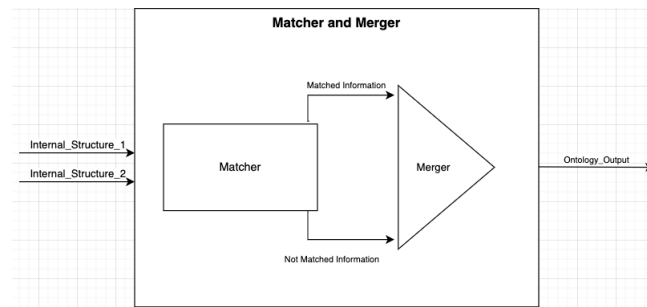 Matcher and Merger
Matched Information
Internal_Structure_1
Matcher
Merger
Ontology_Output
Internal_Structure_2
Not Matched Information